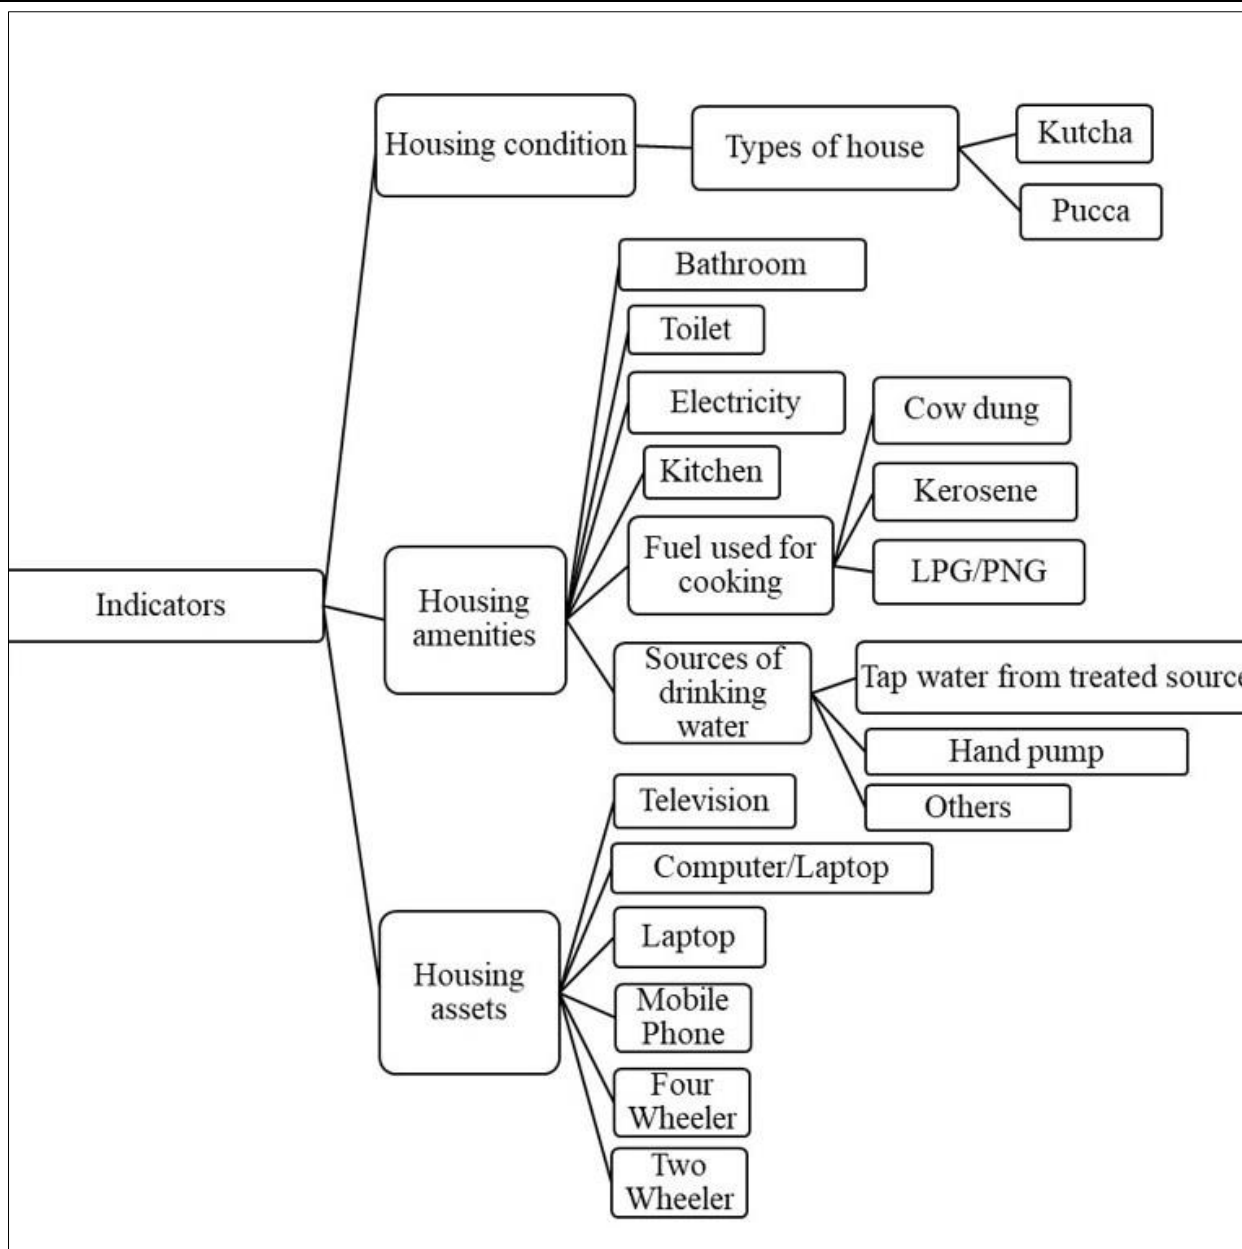 Housing condition
Types of house
Kutcha
Pucca
Bathroom
Toilet
Electricity
Kitchen
Fuel used for
cooking
Cow dung
Kerosene
LPG/PNG
Indicators
Housing
amenities
Sources of
drinking
water
Tap water from treated source
Hand pump
Others
Television
Computer/Laptop
Laptop
Mobile
Phone
Housing
assets
Four
Wheeler
Two
Wheeler